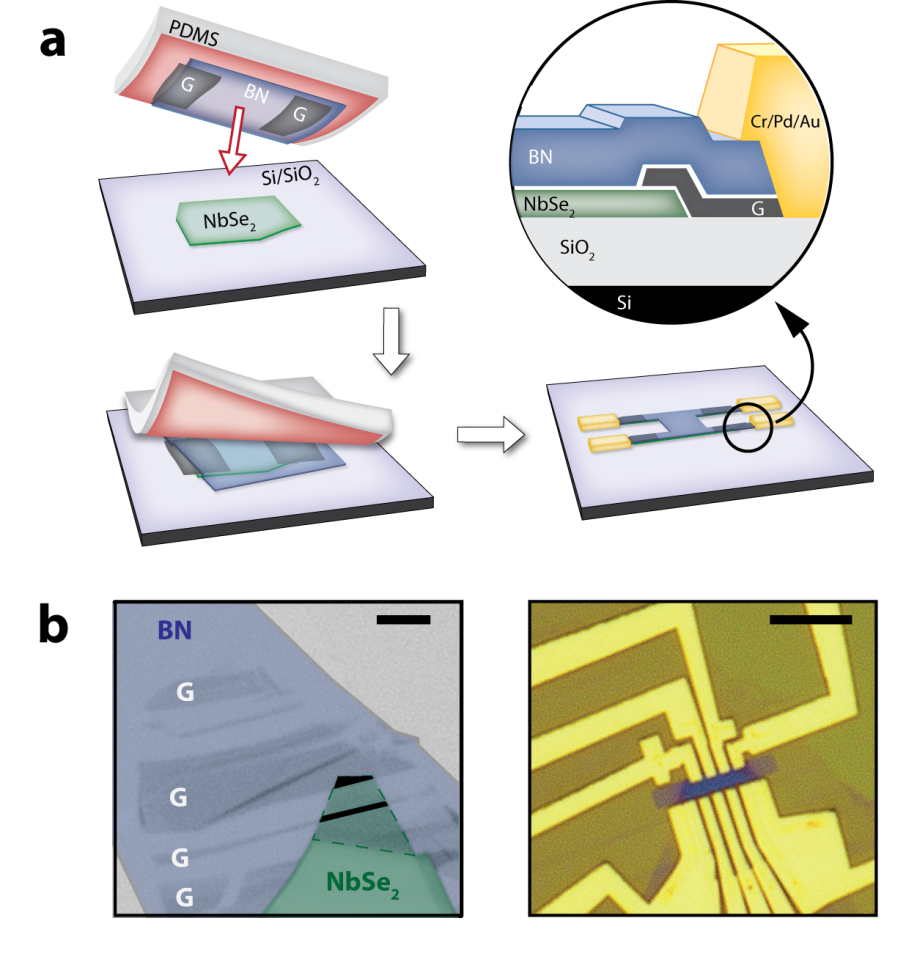 a
PDMS
G
BN
G
Si/SiO2
NbSe2
Cr/Pd/Au
BN
NbSe2
G
SiO2
Si
b
BN
G
G
G
G
NbSe2